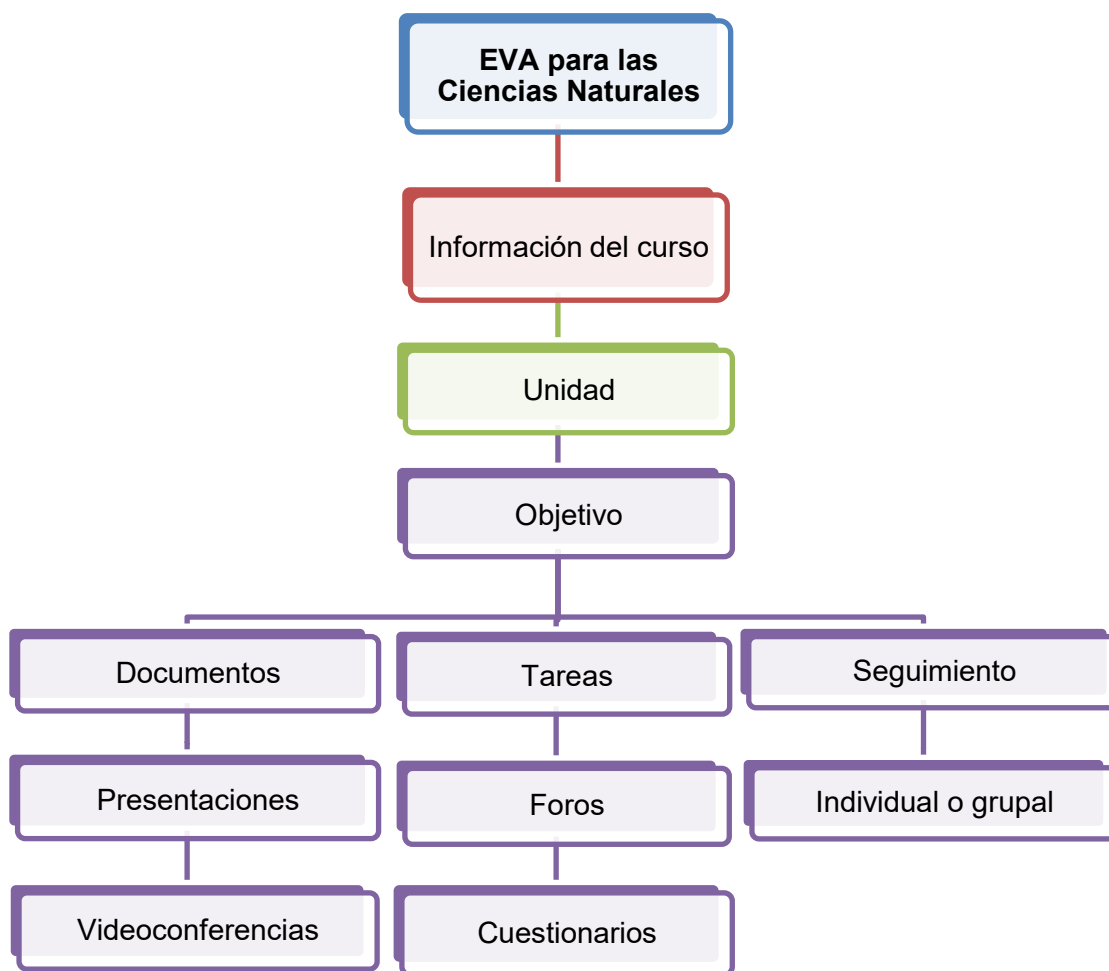 EVA para las
Ciencias Naturales
Información del curso
Unidad
Objetivo
Documentos
Tareas
Seguimiento
Presentaciones
Foros
Individual o grupal
Videoconferencias
Cuestionarios